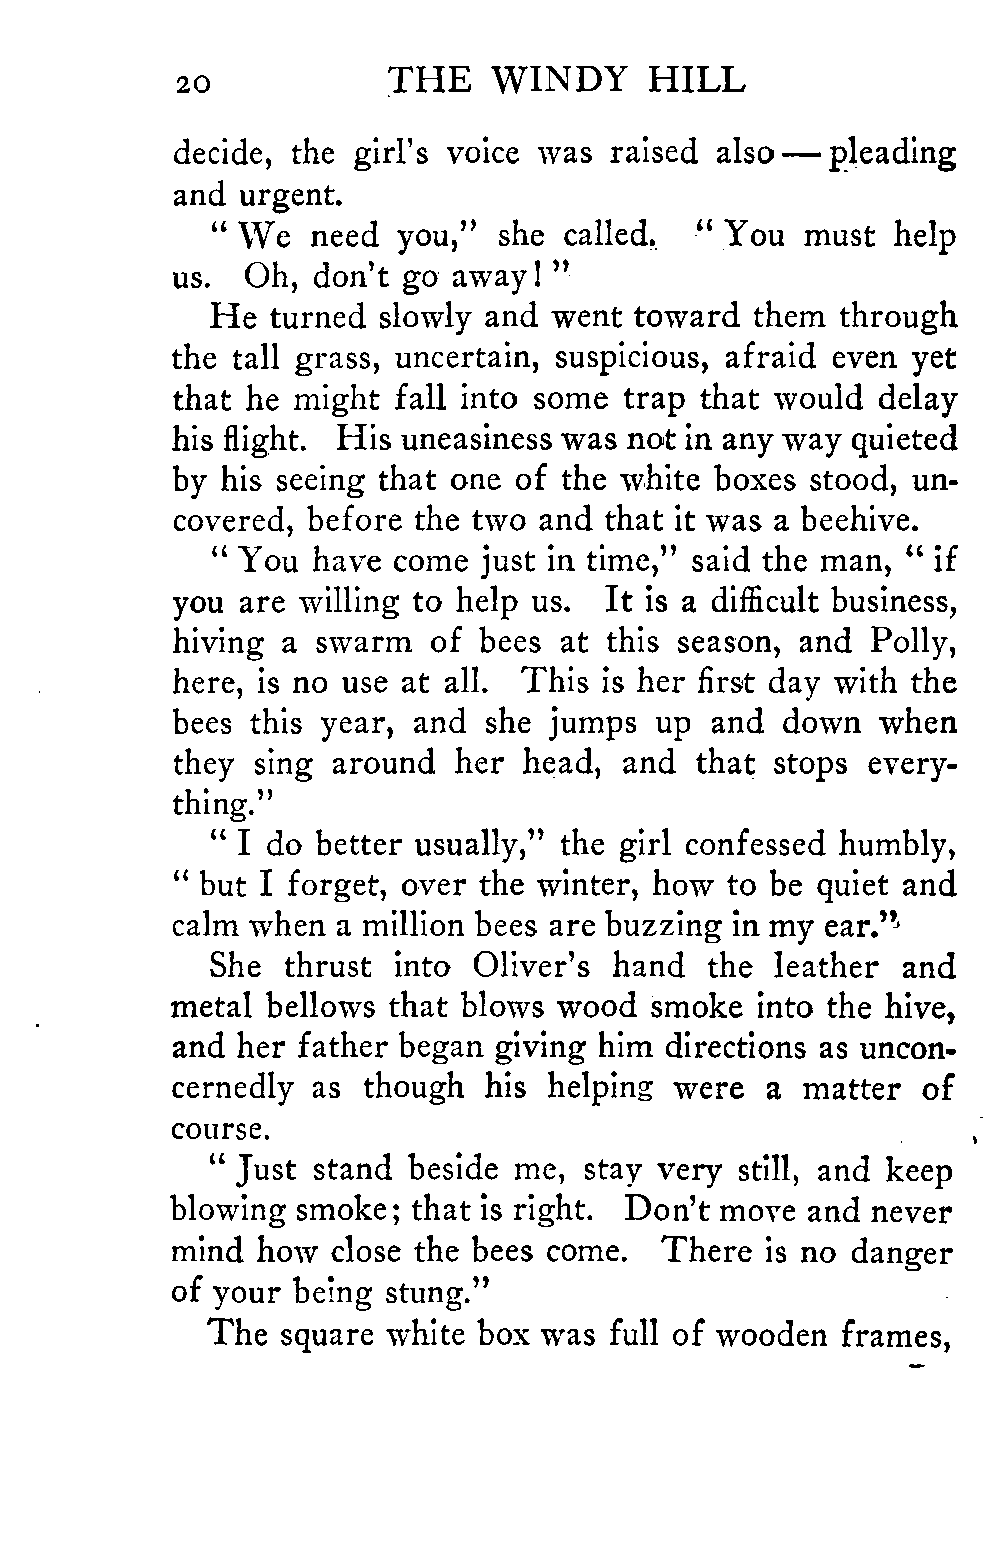 20 THE WINDY HILL
decide, the girl's voice was raised also — pleading
and urgent.
" We need you," she called. " You must help
us. Oh, don't go away! "
He turned slowly and went toward them through
the tall grass, uncertain, suspicious, afraid even yet
that he might fall into some trap that would delay
his flight. His uneasiness was not in any way quieted
by his seeing that one of the white boxes stood, un-
covered, before the two and that it was a beehive.
" You have come just in time," said the man, " if
you are willing to help us. It is a difficult business,
hiving a swarm of bees at this season, and Polly,
here, is no use at all. This is her first day with the
bees this year, and she jumps up and down when
they sing around her head, and that stops every-
thing."
" I do better usually," the girl confessed humbly,
" but I forget, over the winter, how to be quiet and
calm when a million bees are buzzing in my ear."
She thrust into Oliver's hand the leather and
metal bellows that blows wood smoke into the hive,
and her father began giving him directions as uncon-
cernedly as though his helping were a matter of
course.
" Just stand beside me, stay very still, and keep
blowing smoke; that is right. Don't move and never
mind how close the bees come. There is no danger
of your being stung."
The square white box was full of wooden frames,